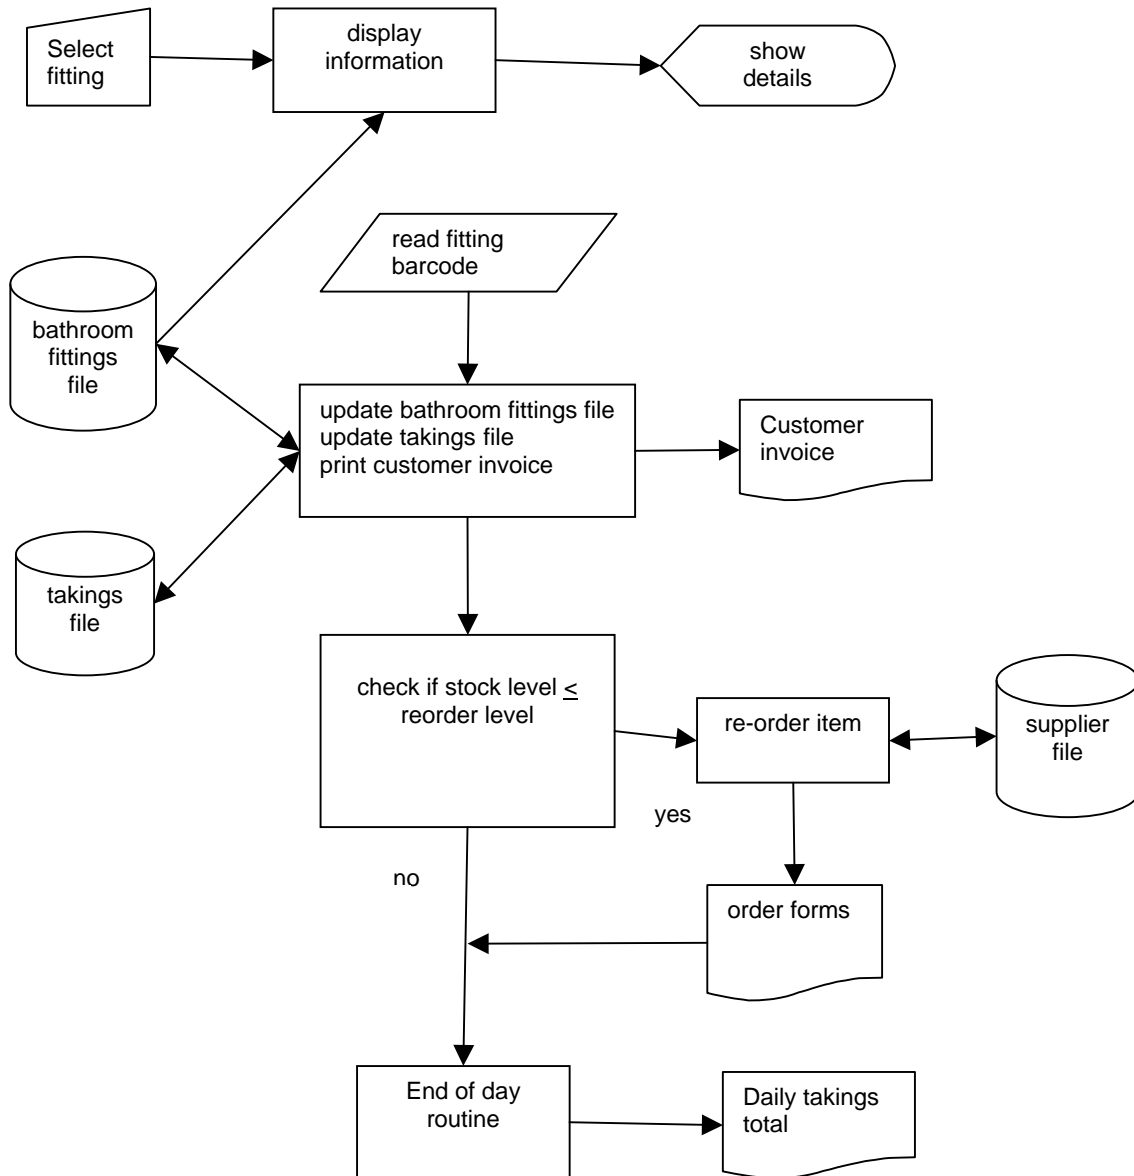 Select
fitting
display
information
show
details
read fitting
barcode
bathroom
fittings
file
update bathroom fittings file
update takings file
print customer invoice
Customer
invoice
takings
file
check if stock level ≤
reorder level
re-order item
supplier
file
yes
no
order forms
End of day
routine
Daily takings
total